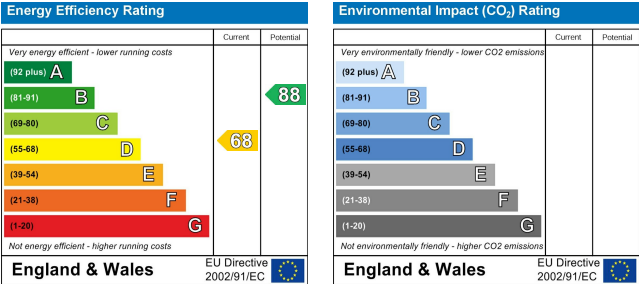 Energy Efficiency Rating
Current Potential
Very energy efficient - lower running costs
(92 plus) A
(81-91) B
88
(69-80) C
(55-68) D
68
(39-54) E
(21-38) F
(1-20) G
Not energy efficient - higher running costs
England & Wales
EU Directive
2002/91/EC
Environmental Impact (CO₂) Rating
Current Potential
Very environmentally friendly - lower CO2 emissions
(92 plus) A
(81-91) B
(69-80) C
(55-68) D
(39-54) E
(21-38) F
(1-20) G
Not environmentally friendly - higher CO2 emissions
England & Wales
EU Directive
2002/91/EC